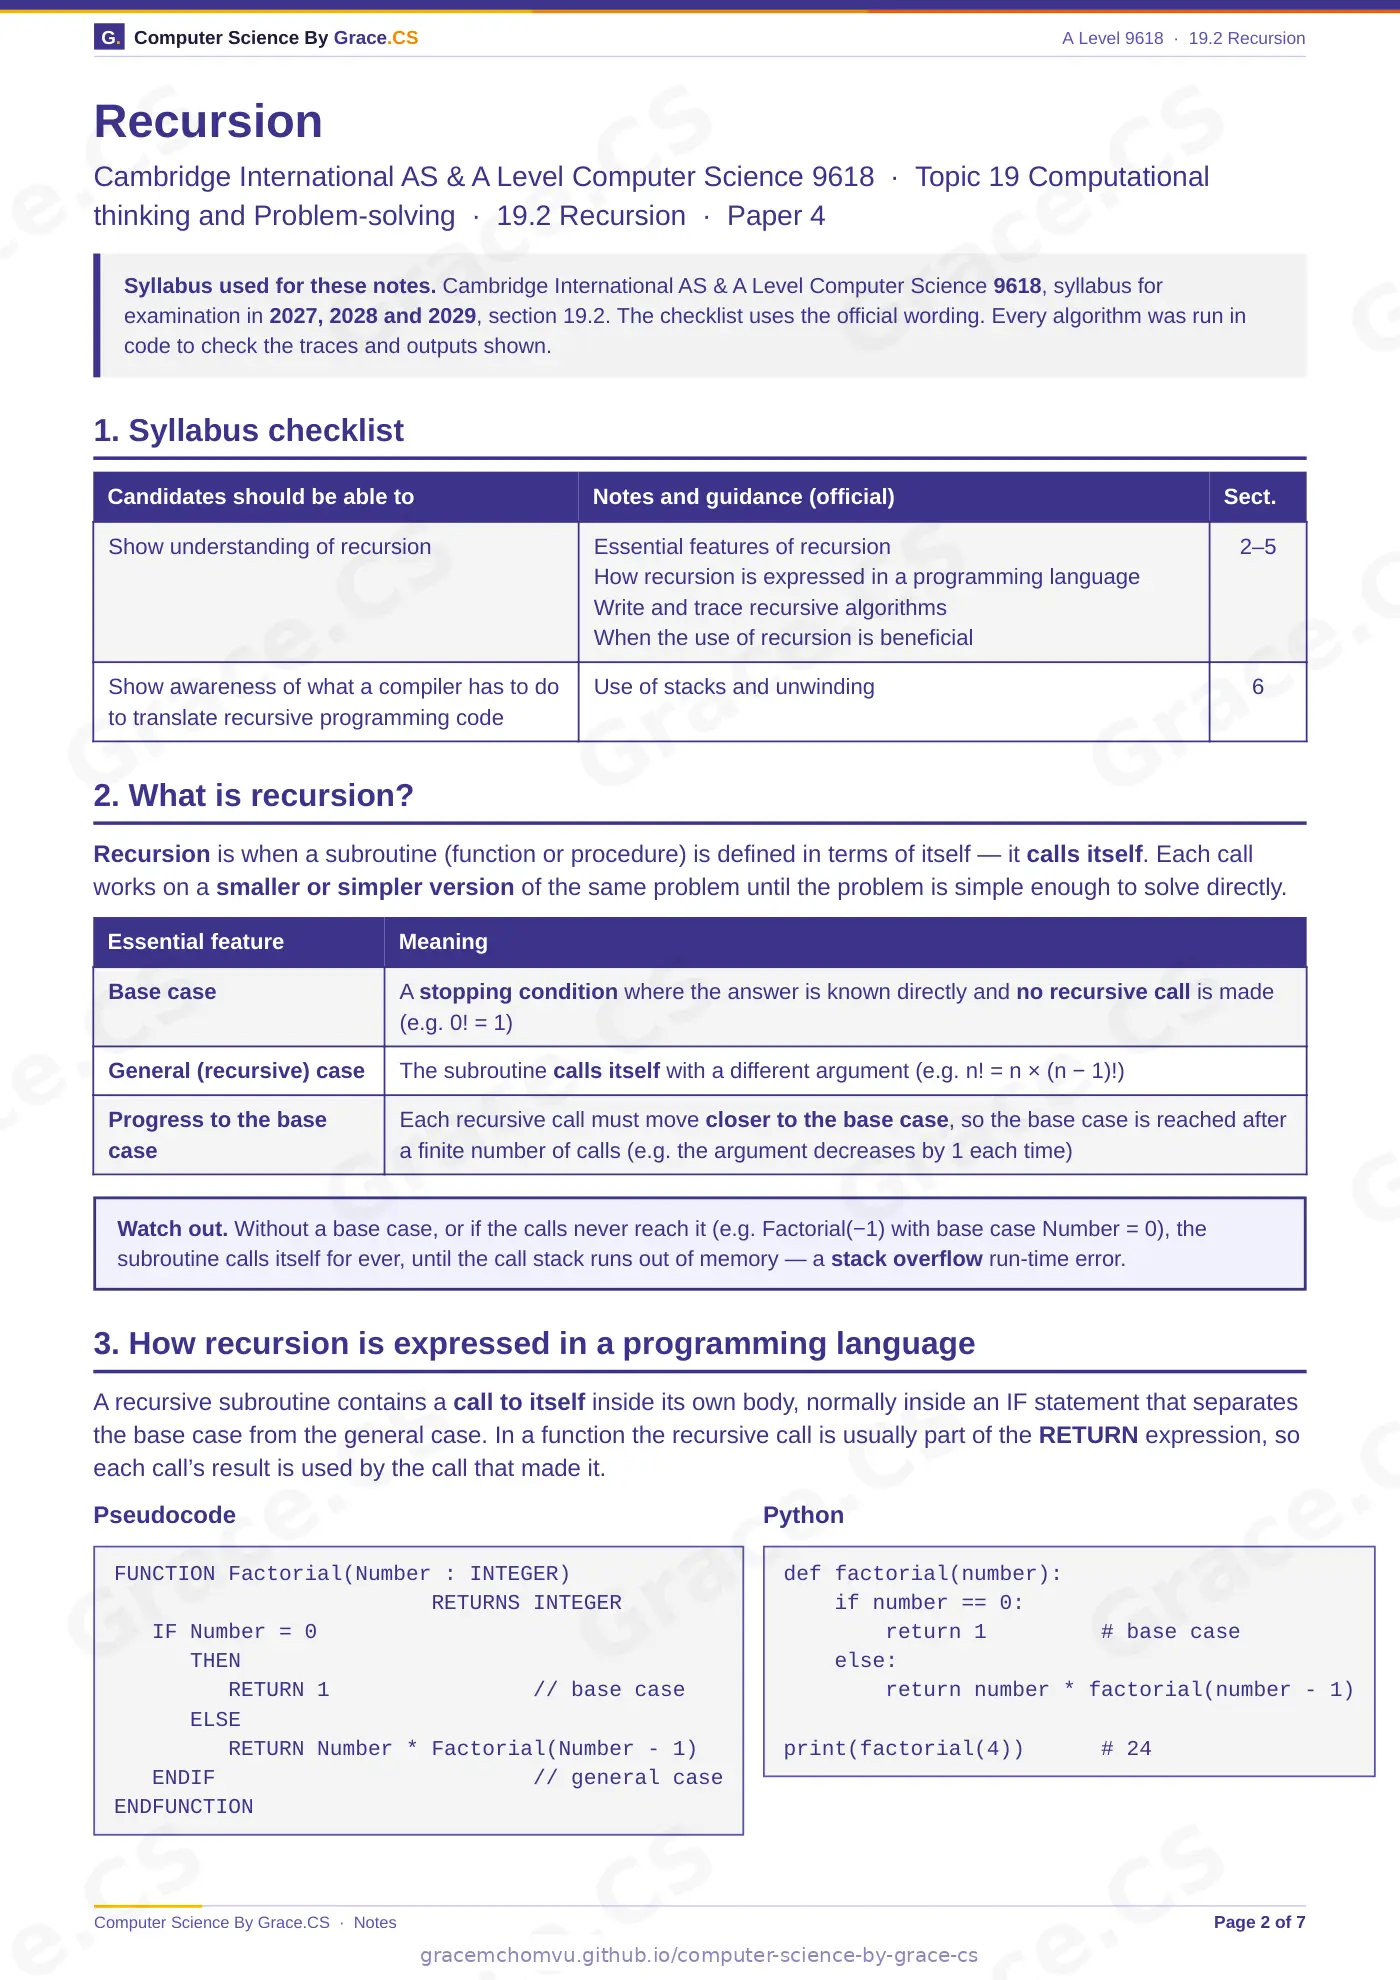 G. Computer Science By Grace.CS
A Level 9618 · 19.2 Recursion
Recursion
Cambridge International AS & A Level Computer Science 9618 · Topic 19 Computational
thinking and Problem-solving · 19.2 Recursion · Paper 4
Syllabus used for these notes. Cambridge International AS & A Level Computer Science 9618, syllabus for
examination in 2027, 2028 and 2029, section 19.2. The checklist uses the official wording. Every algorithm was run in
code to check the traces and outputs shown.
1. Syllabus checklist
Candidates should be able to
Notes and guidance (official)
Sect.
Show understanding of recursion
Essential features of recursion
How recursion is expressed in a programming language
Write and trace recursive algorithms
When the use of recursion is beneficial
2–5
Show awareness of what a compiler has to do
to translate recursive programming code
Use of stacks and unwinding
6
2. What is recursion?
Recursion is when a subroutine (function or procedure) is defined in terms of itself — it calls itself. Each call
works on a smaller or simpler version of the same problem until the problem is simple enough to solve directly.
Essential feature
Meaning
Base case
A stopping condition where the answer is known directly and no recursive call is made
(e.g. 0! = 1)
General (recursive) case
The subroutine calls itself with a different argument (e.g. n! = n × (n − 1)!)
Progress to the base
case
Each recursive call must move closer to the base case, so the base case is reached after
a finite number of calls (e.g. the argument decreases by 1 each time)
Watch out. Without a base case, or if the calls never reach it (e.g. Factorial(−1) with base case Number = 0), the
subroutine calls itself for ever, until the call stack runs out of memory — a stack overflow run-time error.
3. How recursion is expressed in a programming language
A recursive subroutine contains a call to itself inside its own body, normally inside an IF statement that separates
the base case from the general case. In a function the recursive call is usually part of the RETURN expression, so
each call’s result is used by the call that made it.
Pseudocode
FUNCTION Factorial(Number : INTEGER)
RETURNS INTEGER
IF Number = 0
THEN
RETURN 1 // base case
ELSE
RETURN Number * Factorial(Number - 1)
ENDIF // general case
ENDFUNCTION
Python
def factorial(number):
if number == 0:
return 1 # base case
else:
return number * factorial(number - 1)
print(factorial(4)) # 24
Computer Science By Grace.CS · Notes
Page 2 of 7
gracemchomvu.github.io/computer-science-by-grace-cs